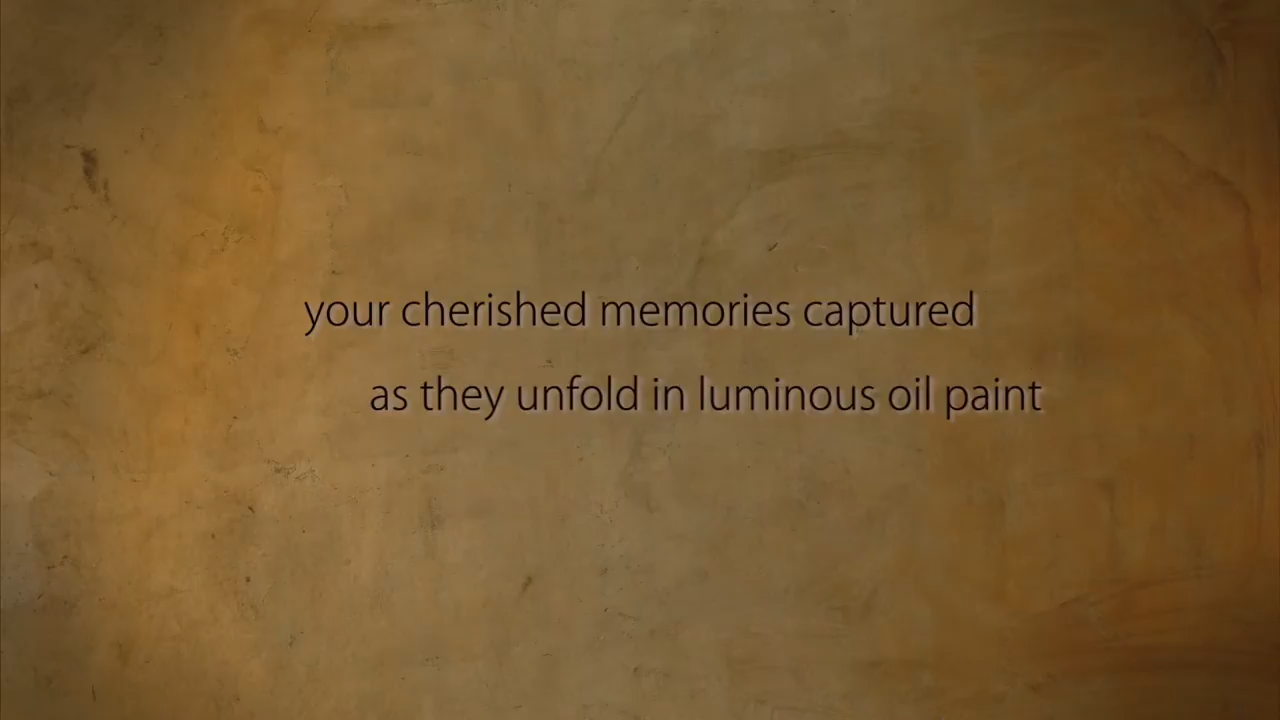 your cherished memories captured
as they unfold in luminous oil paint